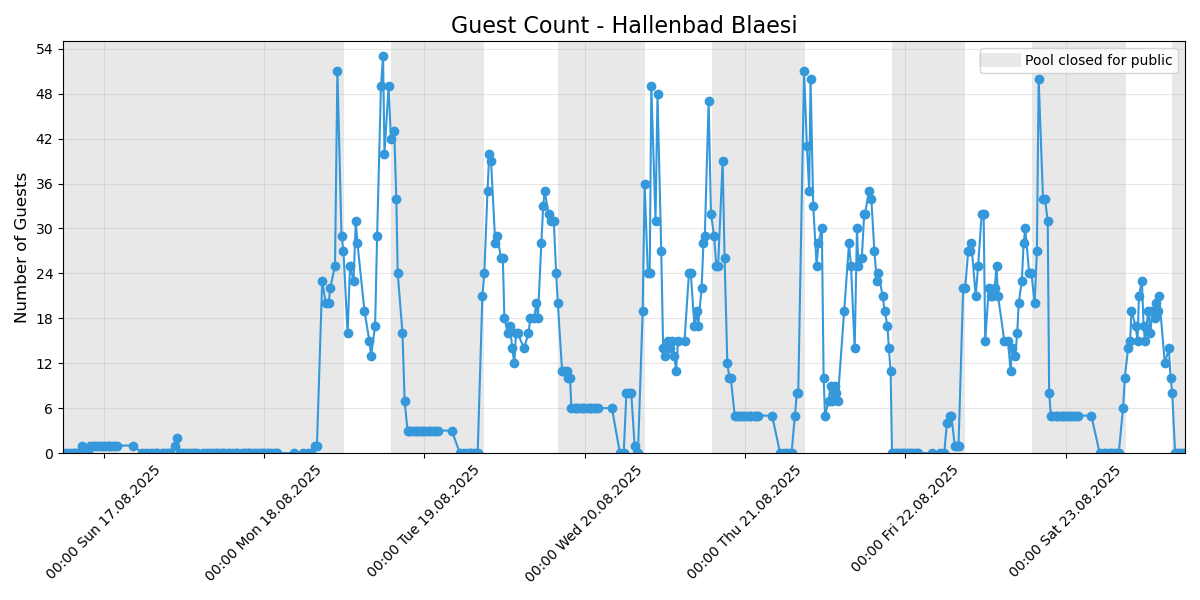 Guest Count - Hallenbad Blaesi
Pool closed for public
Number of Guests
54
48
42
36
30
24
18
12
6
0
00:00 Sun 17.08.2025
00:00 Mon 18.08.2025
00:00 Tue 19.08.2025
00:00 Wed 20.08.2025
00:00 Thu 21.08.2025
00:00 Fri 22.08.2025
00:00 Sat 23.08.2025